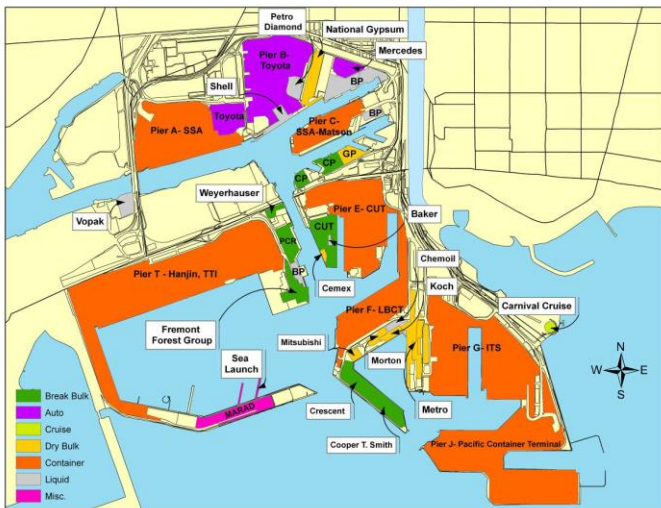 Petro
Diamond
National Gypsum
Mercedes
Pier B-
Toyota
Shell
BP
BP
Pier A- SSA
Toyota
Pier C-
SSA-Matson
GP
CP
CP
Weyerhauser
Vopak
Pier E- CUT
Baker
CUT
PCR
Chemoil
BP
Pier T - Hanjin, TTI
Cemex
Koch
Carnival Cruise
Pier F- LBCT
Fremont
Forest Group
Mitsubishi
Morton
Pier G- ITS
Sea
Launch
MARAD
Crescent
Metro
Cooper T. Smith
Pier J- Pacific Container Terminal
N
W
E
S
Break Bulk
Auto
Cruise
Dry Bulk
Container
Liquid
Misc.